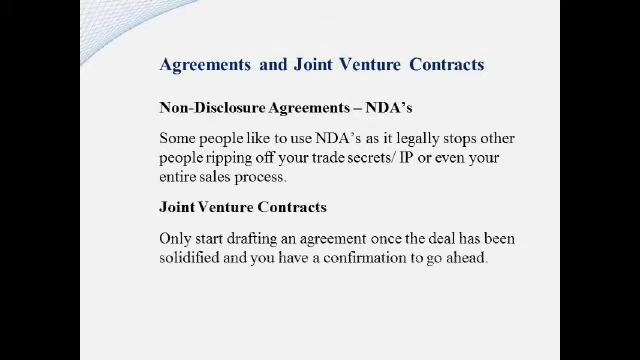 Agreements and Joint Venture Contracts
Non-Disclosure Agreements – NDA's
Some people like to use NDA's as it legally stops other
people ripping off your trade secrets/ IP or even your
entire sales process.
Joint Venture Contracts
Only start drafting an agreement once the deal has been
solidified and you have a confirmation to go ahead.